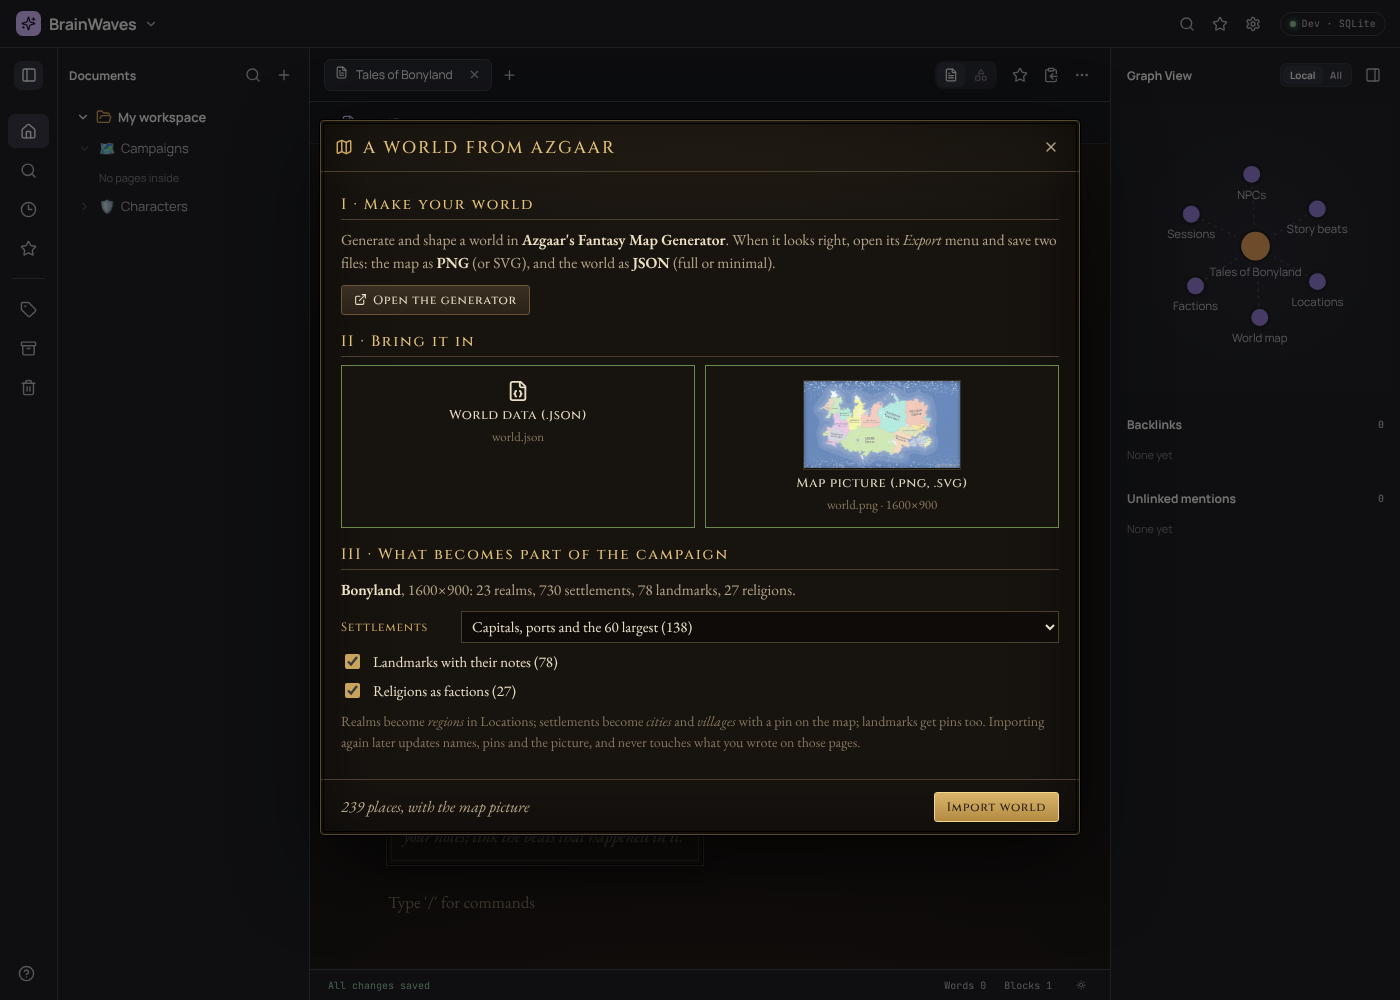 BrainWaves
Dev · SQLite
Documents
My workspace
Campaigns
No pages inside
Characters
Tales of Bonyland
Graph View
Local
All
A World from Azgaar
I · Make your world
Generate and shape a world in Azgaar's Fantasy Map Generator. When it looks right, open its Export menu and save two
files: the map as PNG (or SVG), and the world as JSON (full or minimal).
Open the generator
II · Bring it in
World data (.json)
world.json
Map picture (.png, .svg)
world.png · 1600×900
III · What becomes part of the campaign
Bonyland, 1600×900: 23 realms, 730 settlements, 78 landmarks, 27 religions.
Settlements
Capitals, ports and the 60 largest (138)
Landmarks with their notes (78)
Religions as factions (27)
Realms become regions in Locations; settlements become cities and villages with a pin on the map; landmarks get pins too. Importing
again later updates names, pins and the picture, and never touches what you wrote on those pages.
239 places, with the map picture
Import world
your notes; link the beats that happened in it.
Type '/' for commands
NPCs
Sessions
Story beats
Tales of Bonyland
Factions
Locations
World map
Backlinks
0
None yet
Unlinked mentions
0
None yet
All changes saved
Words 0
Blocks 1